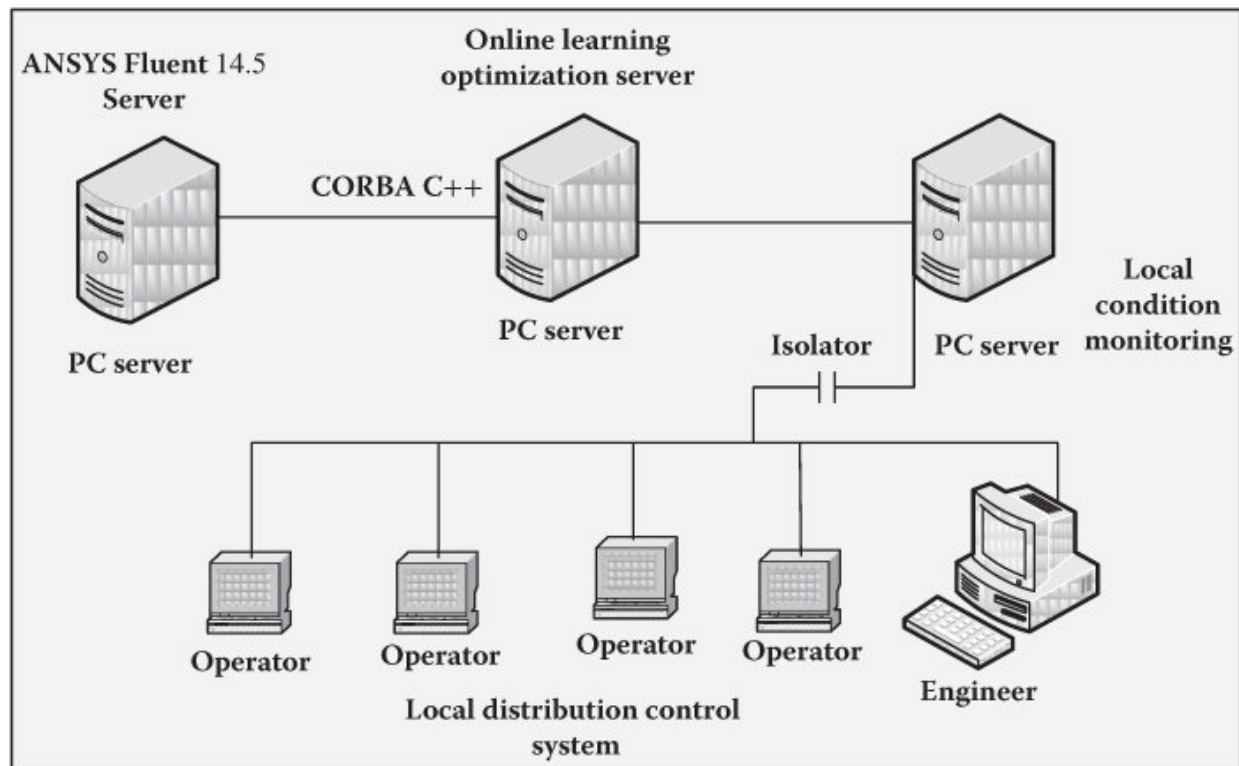 Online learning
optimization server
ANSYS Fluent 14.5
Server
CORBA C++
PC server
PC server
PC server
Local
condition
monitoring
Isolator
Operator
Operator
Operator
Operator
Engineer
Local distribution control
system